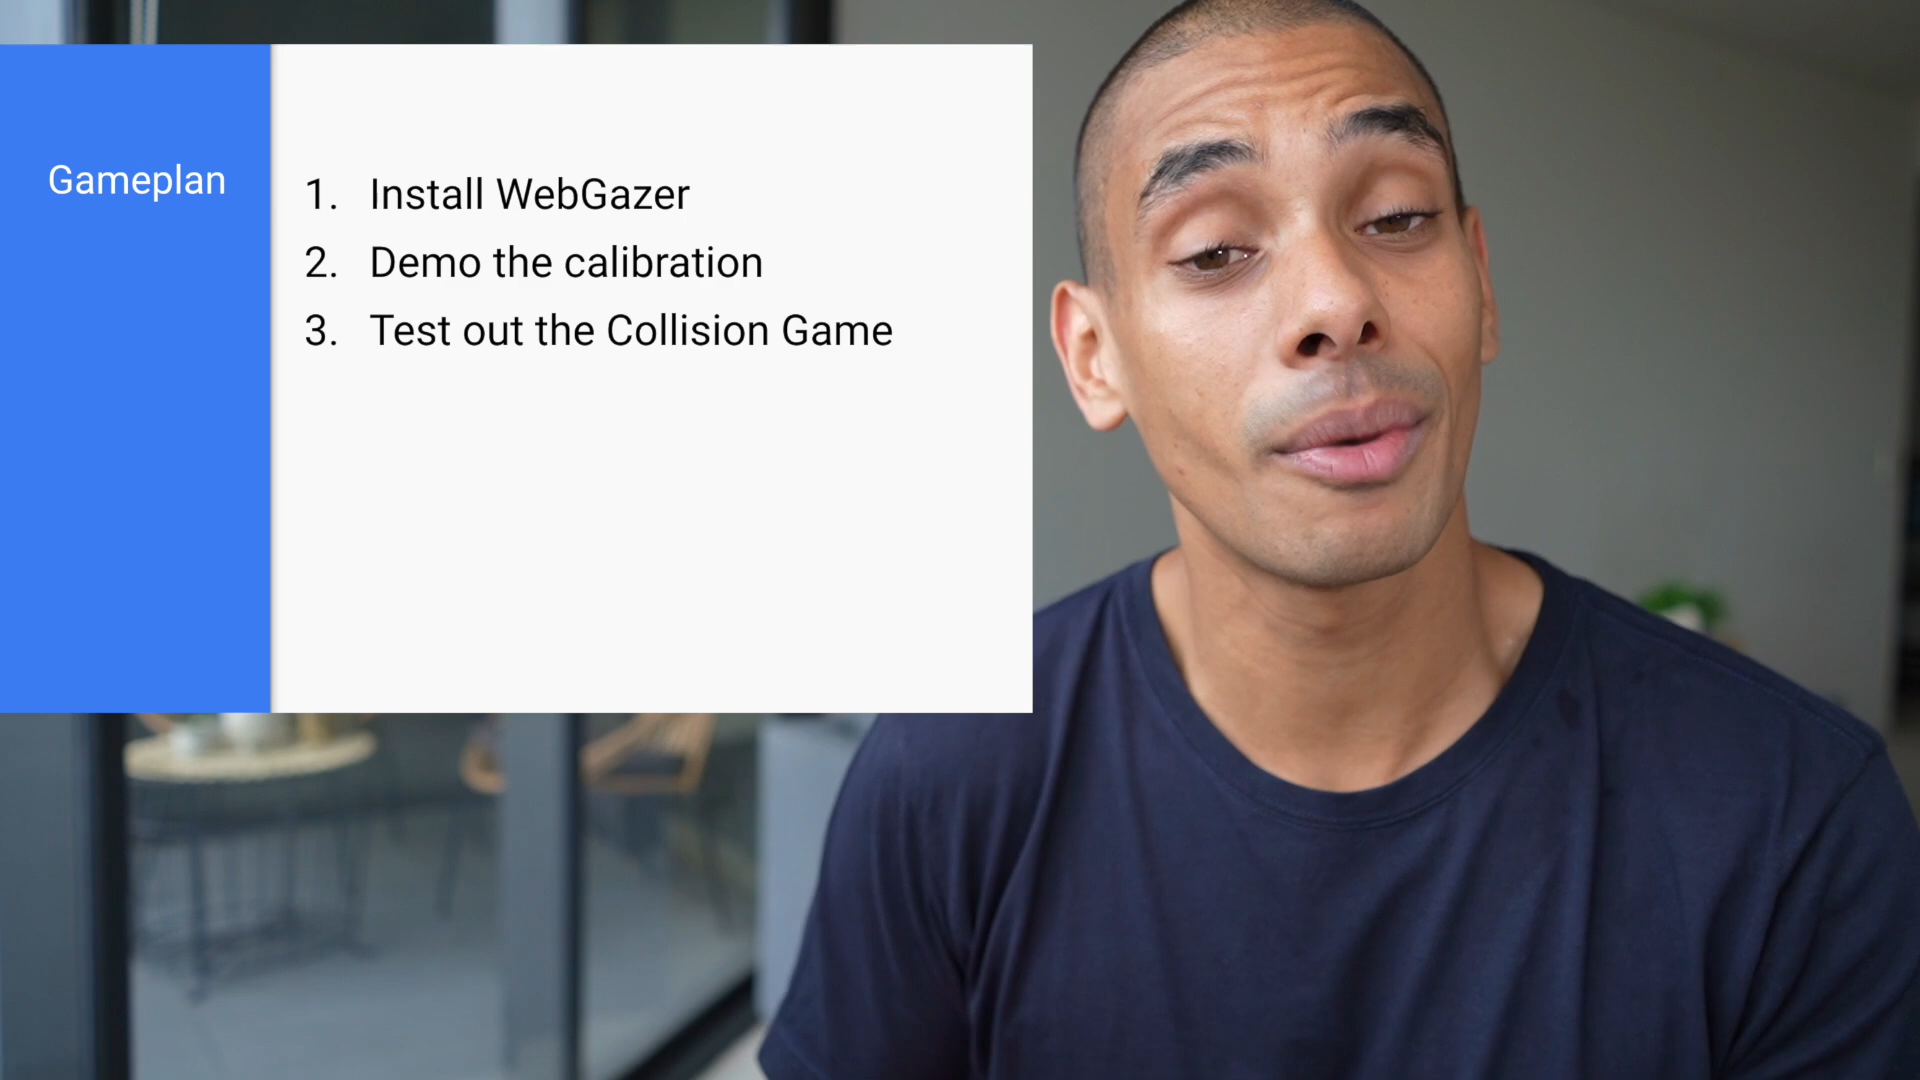 Gameplan
1. Install WebGazer
2. Demo the calibration
3. Test out the Collision Game